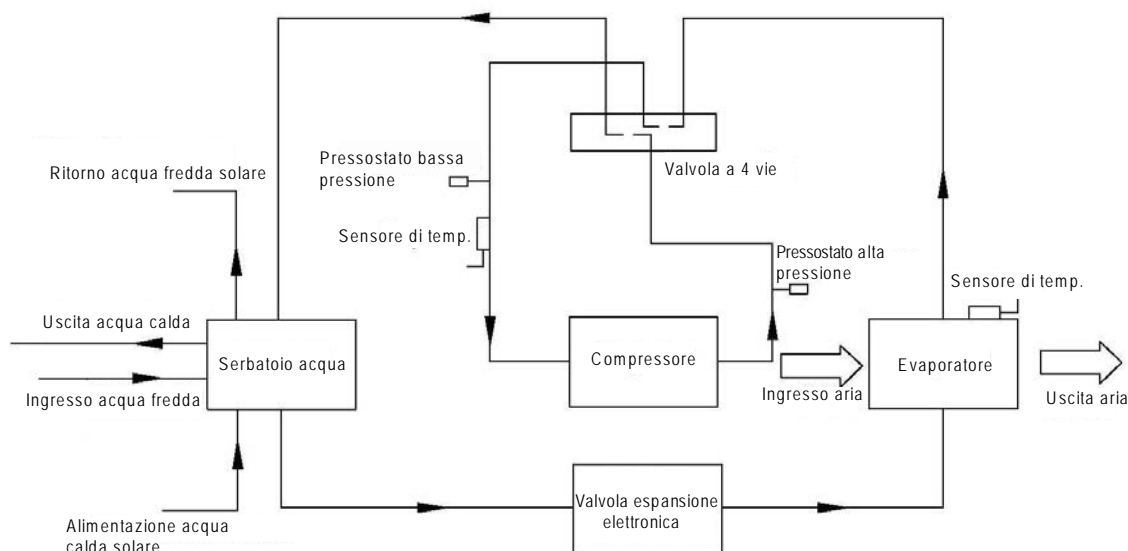 Valvola a 4 vie
Pressostato bassa
pressione
Ritorno acqua fredda solare
Sensore di temp.
Pressostato alta
pressione
Sensore di temp.
Uscita acqua calda
Serbatoio acqua
Compressore
Evaporatore
Ingresso acqua fredda
Ingresso aria
Uscita aria
Valvola espansione
elettronica
Alimentazione acqua
calda solare